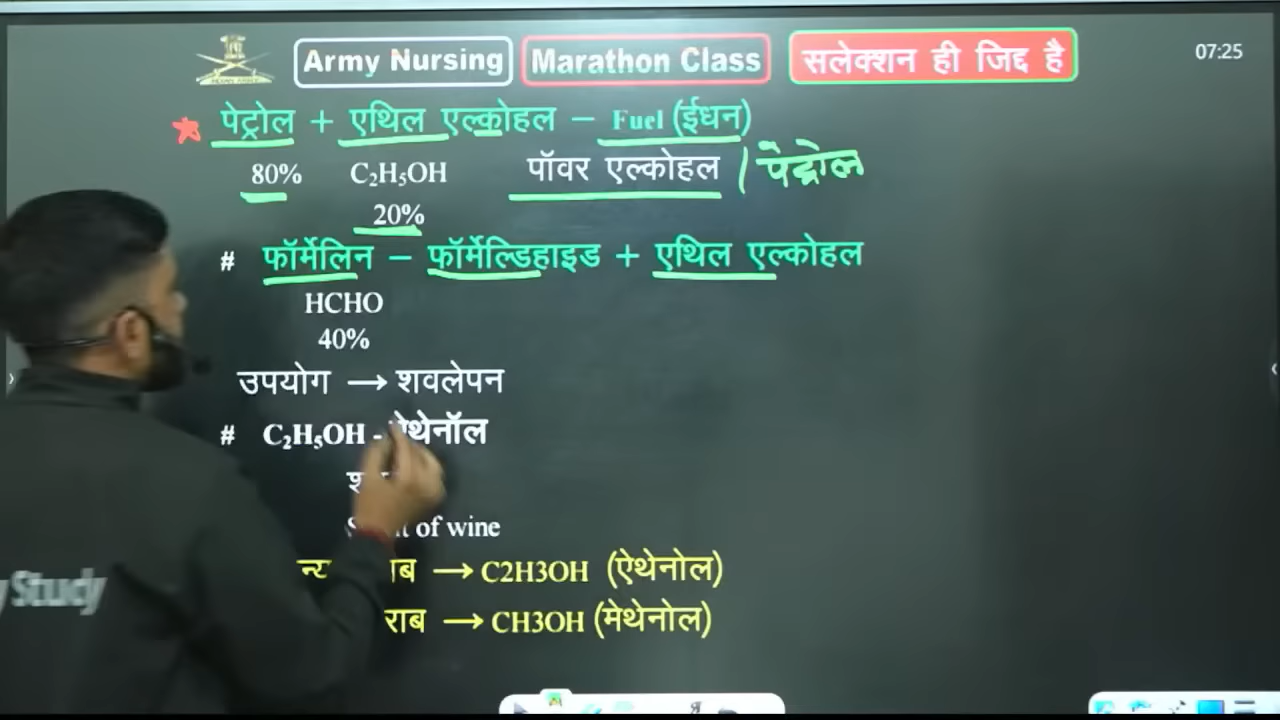 Army Nursing Marathon Class सलेक्शन ही जिद्द है 07:25
पेट्रोल + एथिल एल्कोहल – Fuel (ईधन)
80% C₂H₅OH पॉवर एल्कोहल / पेट्रोल
20%
# फॉर्मेलिन – फॉर्मेल्डिहाइड + एथिल एल्कोहल
HCHO
40%
उपयोग → शवलेपन
# C₂H₅OH -
of wine
→ C2H3OH (ऐथेनोल)
→ CH3OH (मेथेनोल)
Study